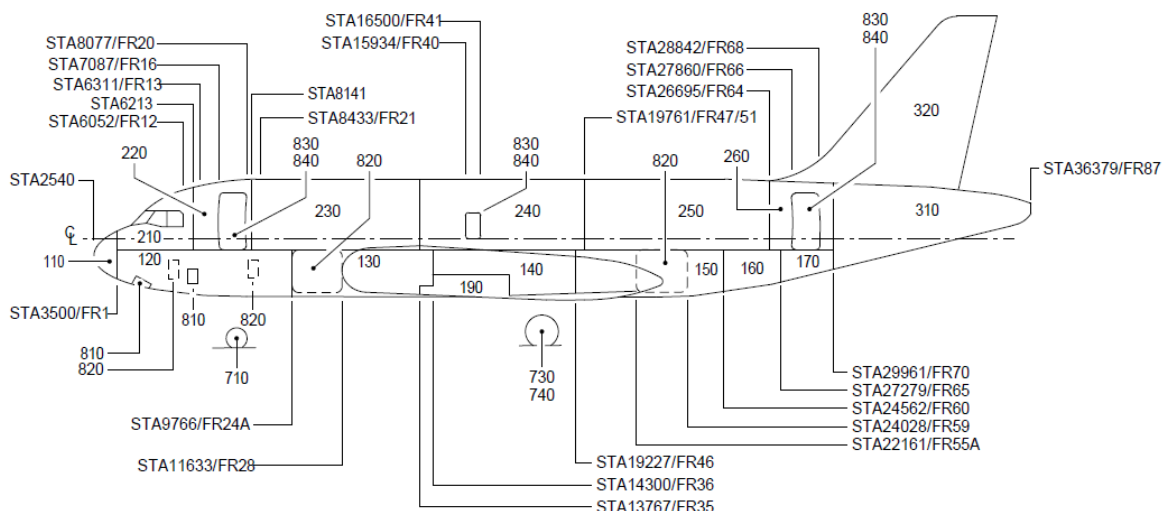 STA16500/FR41
STA15934/FR40
830
840
STA8077/FR20
STA7087/FR16
STA6311/FR13
STA6213
STA6052/FR12
STA28842/FR68
STA27860/FR66
STA26695/FR64
STA8141
STA8433/FR21
STA19761/FR47/51
320
830
840
820
830
840
820
260
220
STA36379/FR87
STA2540
230
240
250
310
℄
210
120
110
130
140
150
160
170
190
STA3500/FR1
810
820
810
820
710
730
740
STA29961/FR70
STA27279/FR65
STA24562/FR60
STA24028/FR59
STA22161/FR55A
STA9766/FR24A
STA11633/FR28
STA19227/FR46
STA14300/FR36
STA13767/FR35